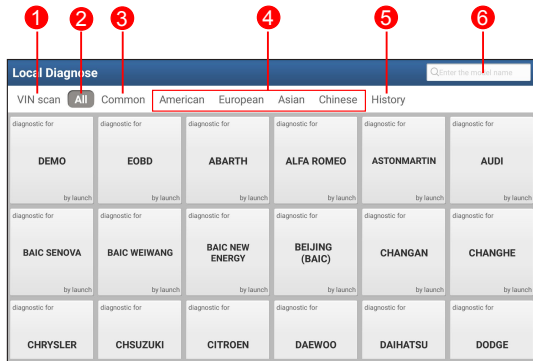 1 2 3 4 5 6
Local Diagnose Enter the model name
VIN scan All Common American European Asian Chinese History
diagnostic for diagnostic for diagnostic for diagnostic for diagnostic for diagnostic for
DEMO EOBD ABARTH ALFA ROMEO ASTONMARTIN AUDI
by launch by launch by launch by launch by launch by launch
diagnostic for diagnostic for diagnostic for diagnostic for diagnostic for diagnostic for
BAIC SENOVA BAIC WEIWANG BAIC NEW ENERGY BEIJING (BAIC) CHANGAN CHANGHE
by launch by launch by launch by launch by launch by launch
diagnostic for diagnostic for diagnostic for diagnostic for diagnostic for diagnostic for
CHRYSLER CHSUZUKI CITROEN DAEWOO DAIHATSU DODGE